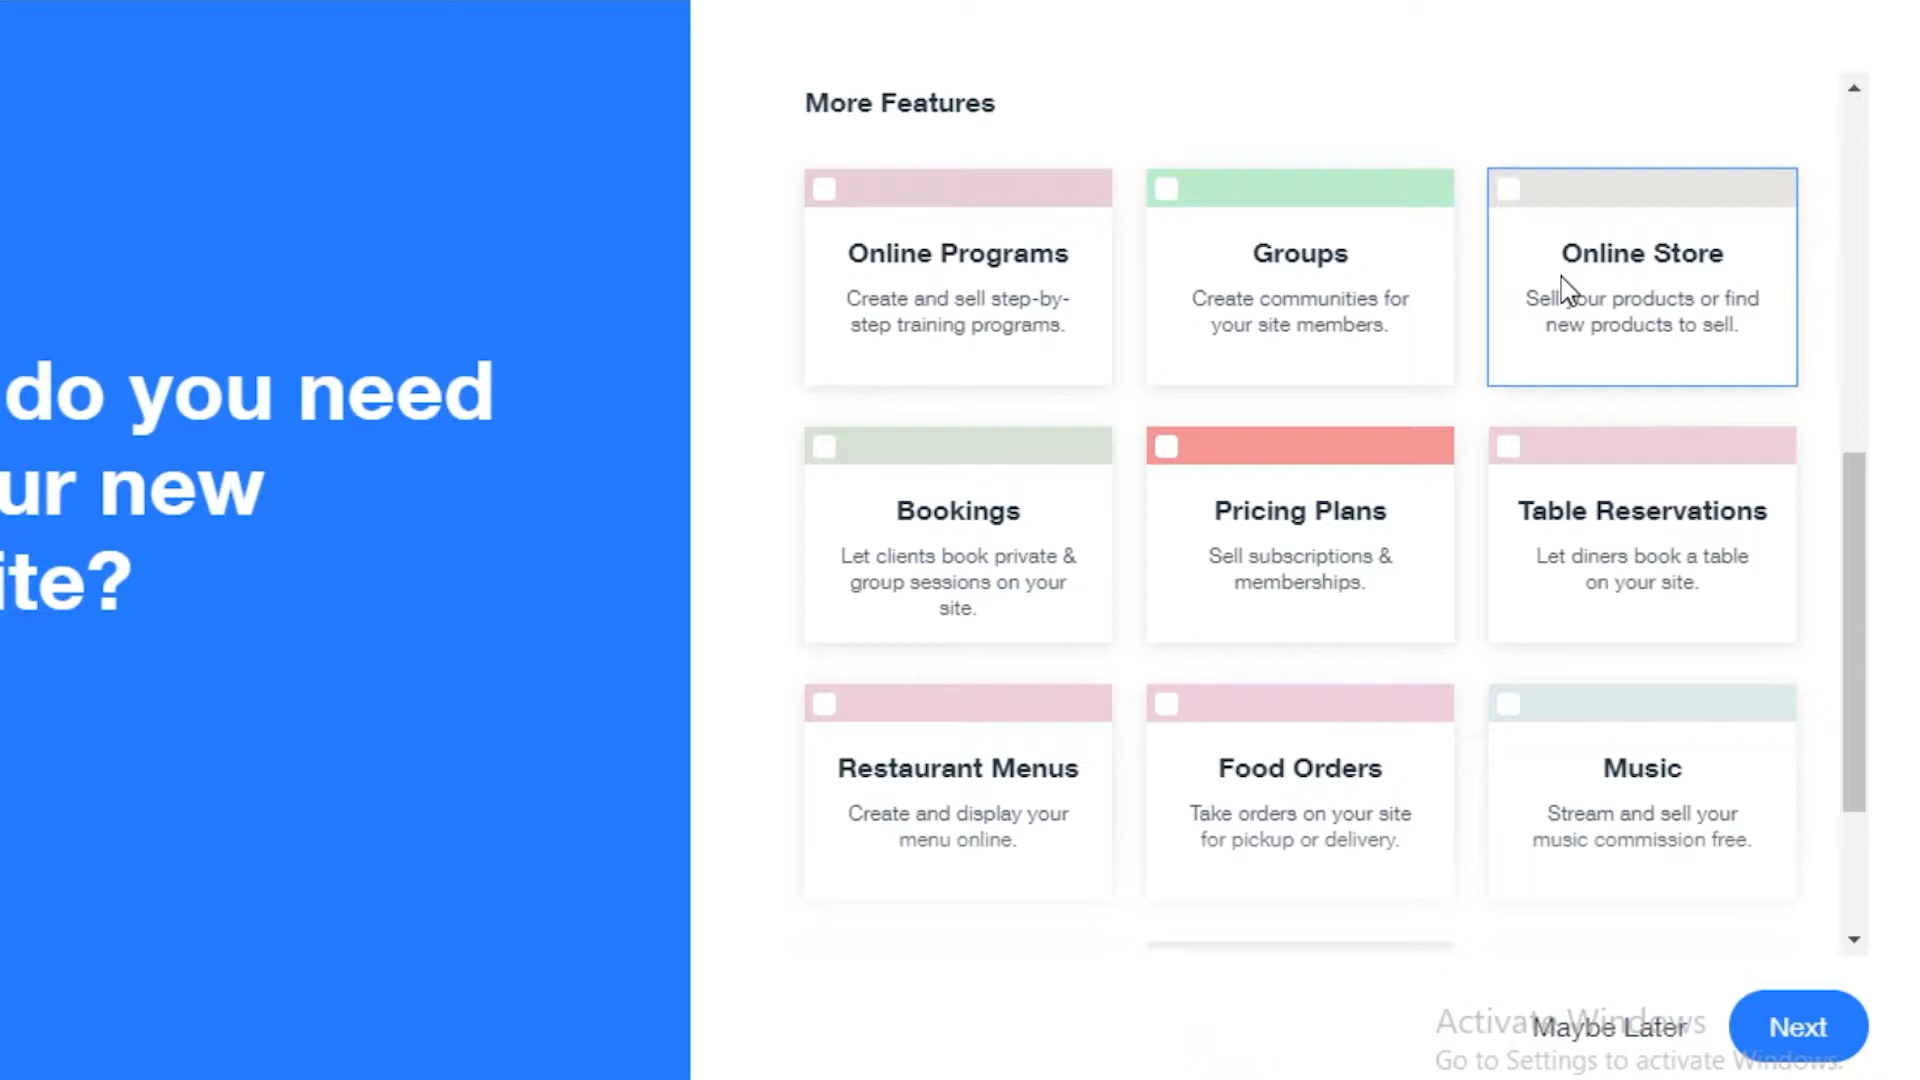 do you need
ur new
ite?
More Features
Online Programs
Create and sell step-by-
step training programs.
Groups
Create communities for
your site members.
Online Store
Sell your products or find
new products to sell.
Bookings
Let clients book private &
group sessions on your
site.
Pricing Plans
Sell subscriptions &
memberships.
Table Reservations
Let diners book a table
on your site.
Restaurant Menus
Create and display your
menu online.
Food Orders
Take orders on your site
for pickup or delivery.
Music
Stream and sell your
music commission free.
Activate Windows
Maybe Later
Next
Go to Settings to activate Windows.